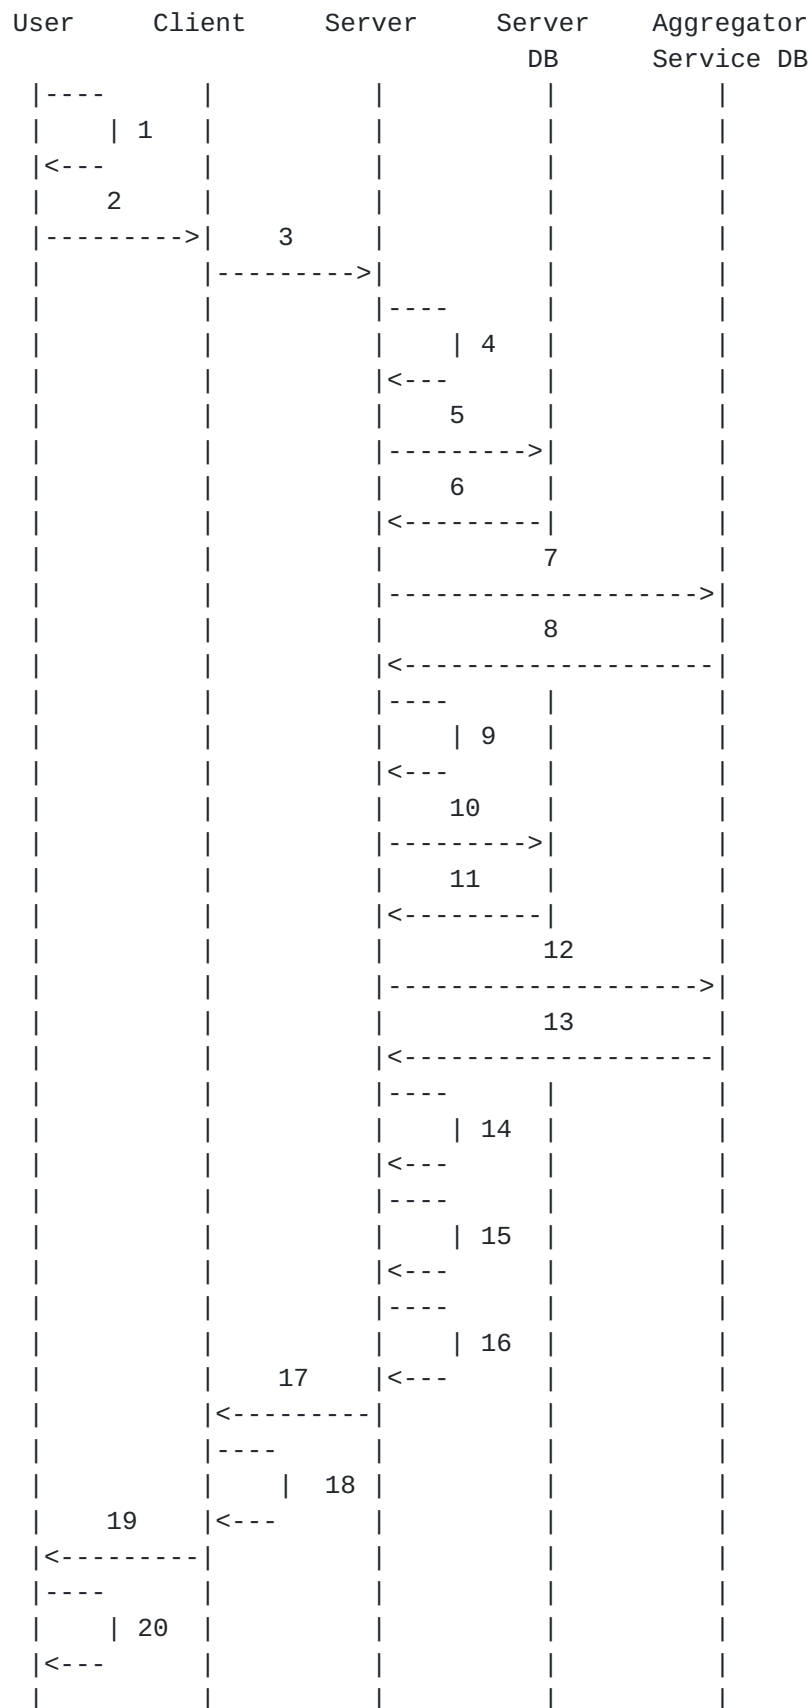 User     Client     Server     Server    Aggregator
                                 DB      Service DB
 |----      |          |          |          |
 |    | 1   |          |          |          |
 |<---      |          |          |          |
 |    2     |          |          |          |
 |--------->|    3     |          |          |
 |          |--------->|          |          |
 |          |          |----      |          |
 |          |          |    | 4   |          |
 |          |          |<---      |          |
 |          |          |    5     |          |
 |          |          |--------->|          |
 |          |          |    6     |          |
 |          |          |<---------|          |
 |          |          |          7          |
 |          |          |-------------------->|
 |          |          |          8          |
 |          |          |<--------------------|
 |          |          |----      |          |
 |          |          |    | 9   |          |
 |          |          |<---      |          |
 |          |          |    10    |          |
 |          |          |--------->|          |
 |          |          |    11    |          |
 |          |          |<---------|          |
 |          |          |          12         |
 |          |          |-------------------->|
 |          |          |          13         |
 |          |          |<--------------------|
 |          |          |----      |          |
 |          |          |    | 14  |          |
 |          |          |<---      |          |
 |          |          |----      |          |
 |          |          |    | 15  |          |
 |          |          |<---      |          |
 |          |          |----      |          |
 |          |          |    | 16  |          |
 |          |    17    |<---      |          |
 |          |<---------|          |          |
 |          |----      |          |          |
 |          |    |  18 |          |          |
 |    19    |<---      |          |          |
 |<---------|          |          |          |
 |----      |          |          |          |
 |    | 20  |          |          |          |
 |<---      |          |          |          |
 |          |          |          |          |